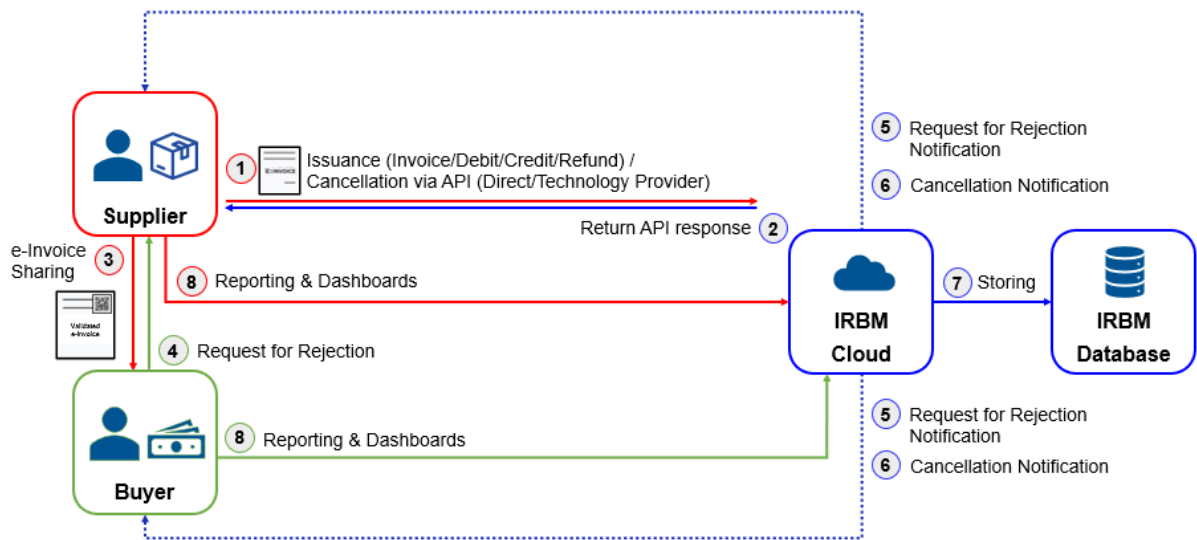 5
Request for Rejection
Notification
6
Cancellation Notification
1
Issuance (Invoice/Debit/Credit/Refund) /
Cancellation via API (Direct/Technology Provider)
Supplier
Return API response
2
e-Invoice
Sharing
3
8
Reporting & Dashboards
IRBM
Cloud
7
Storing
IRBM
Database
Validated
e-Invoice
4
Request for Rejection
8
Reporting & Dashboards
Buyer
5
Request for Rejection
Notification
6
Cancellation Notification